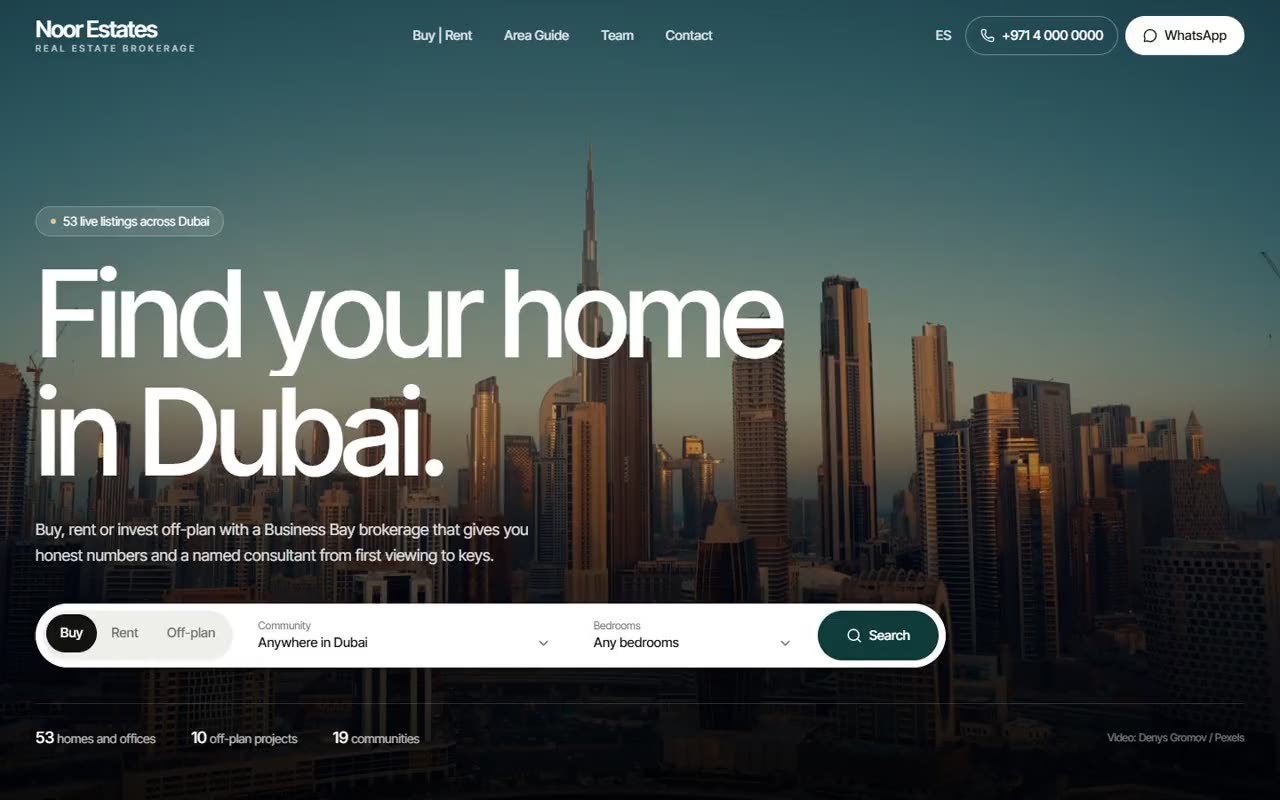 Noor Estates
REAL ESTATE BROKERAGE
Buy | Rent
Area Guide
Team
Contact
ES
+971 4 000 0000
WhatsApp
53 live listings across Dubai
Find your home
in Dubai.
Buy, rent or invest off-plan with a Business Bay brokerage that gives you
honest numbers and a named consultant from first viewing to keys.
Buy
Rent
Off-plan
Community
Anywhere in Dubai
Bedrooms
Any bedrooms
Search
53 homes and offices
10 off-plan projects
19 communities
Video: Denys Gromov / Pexels